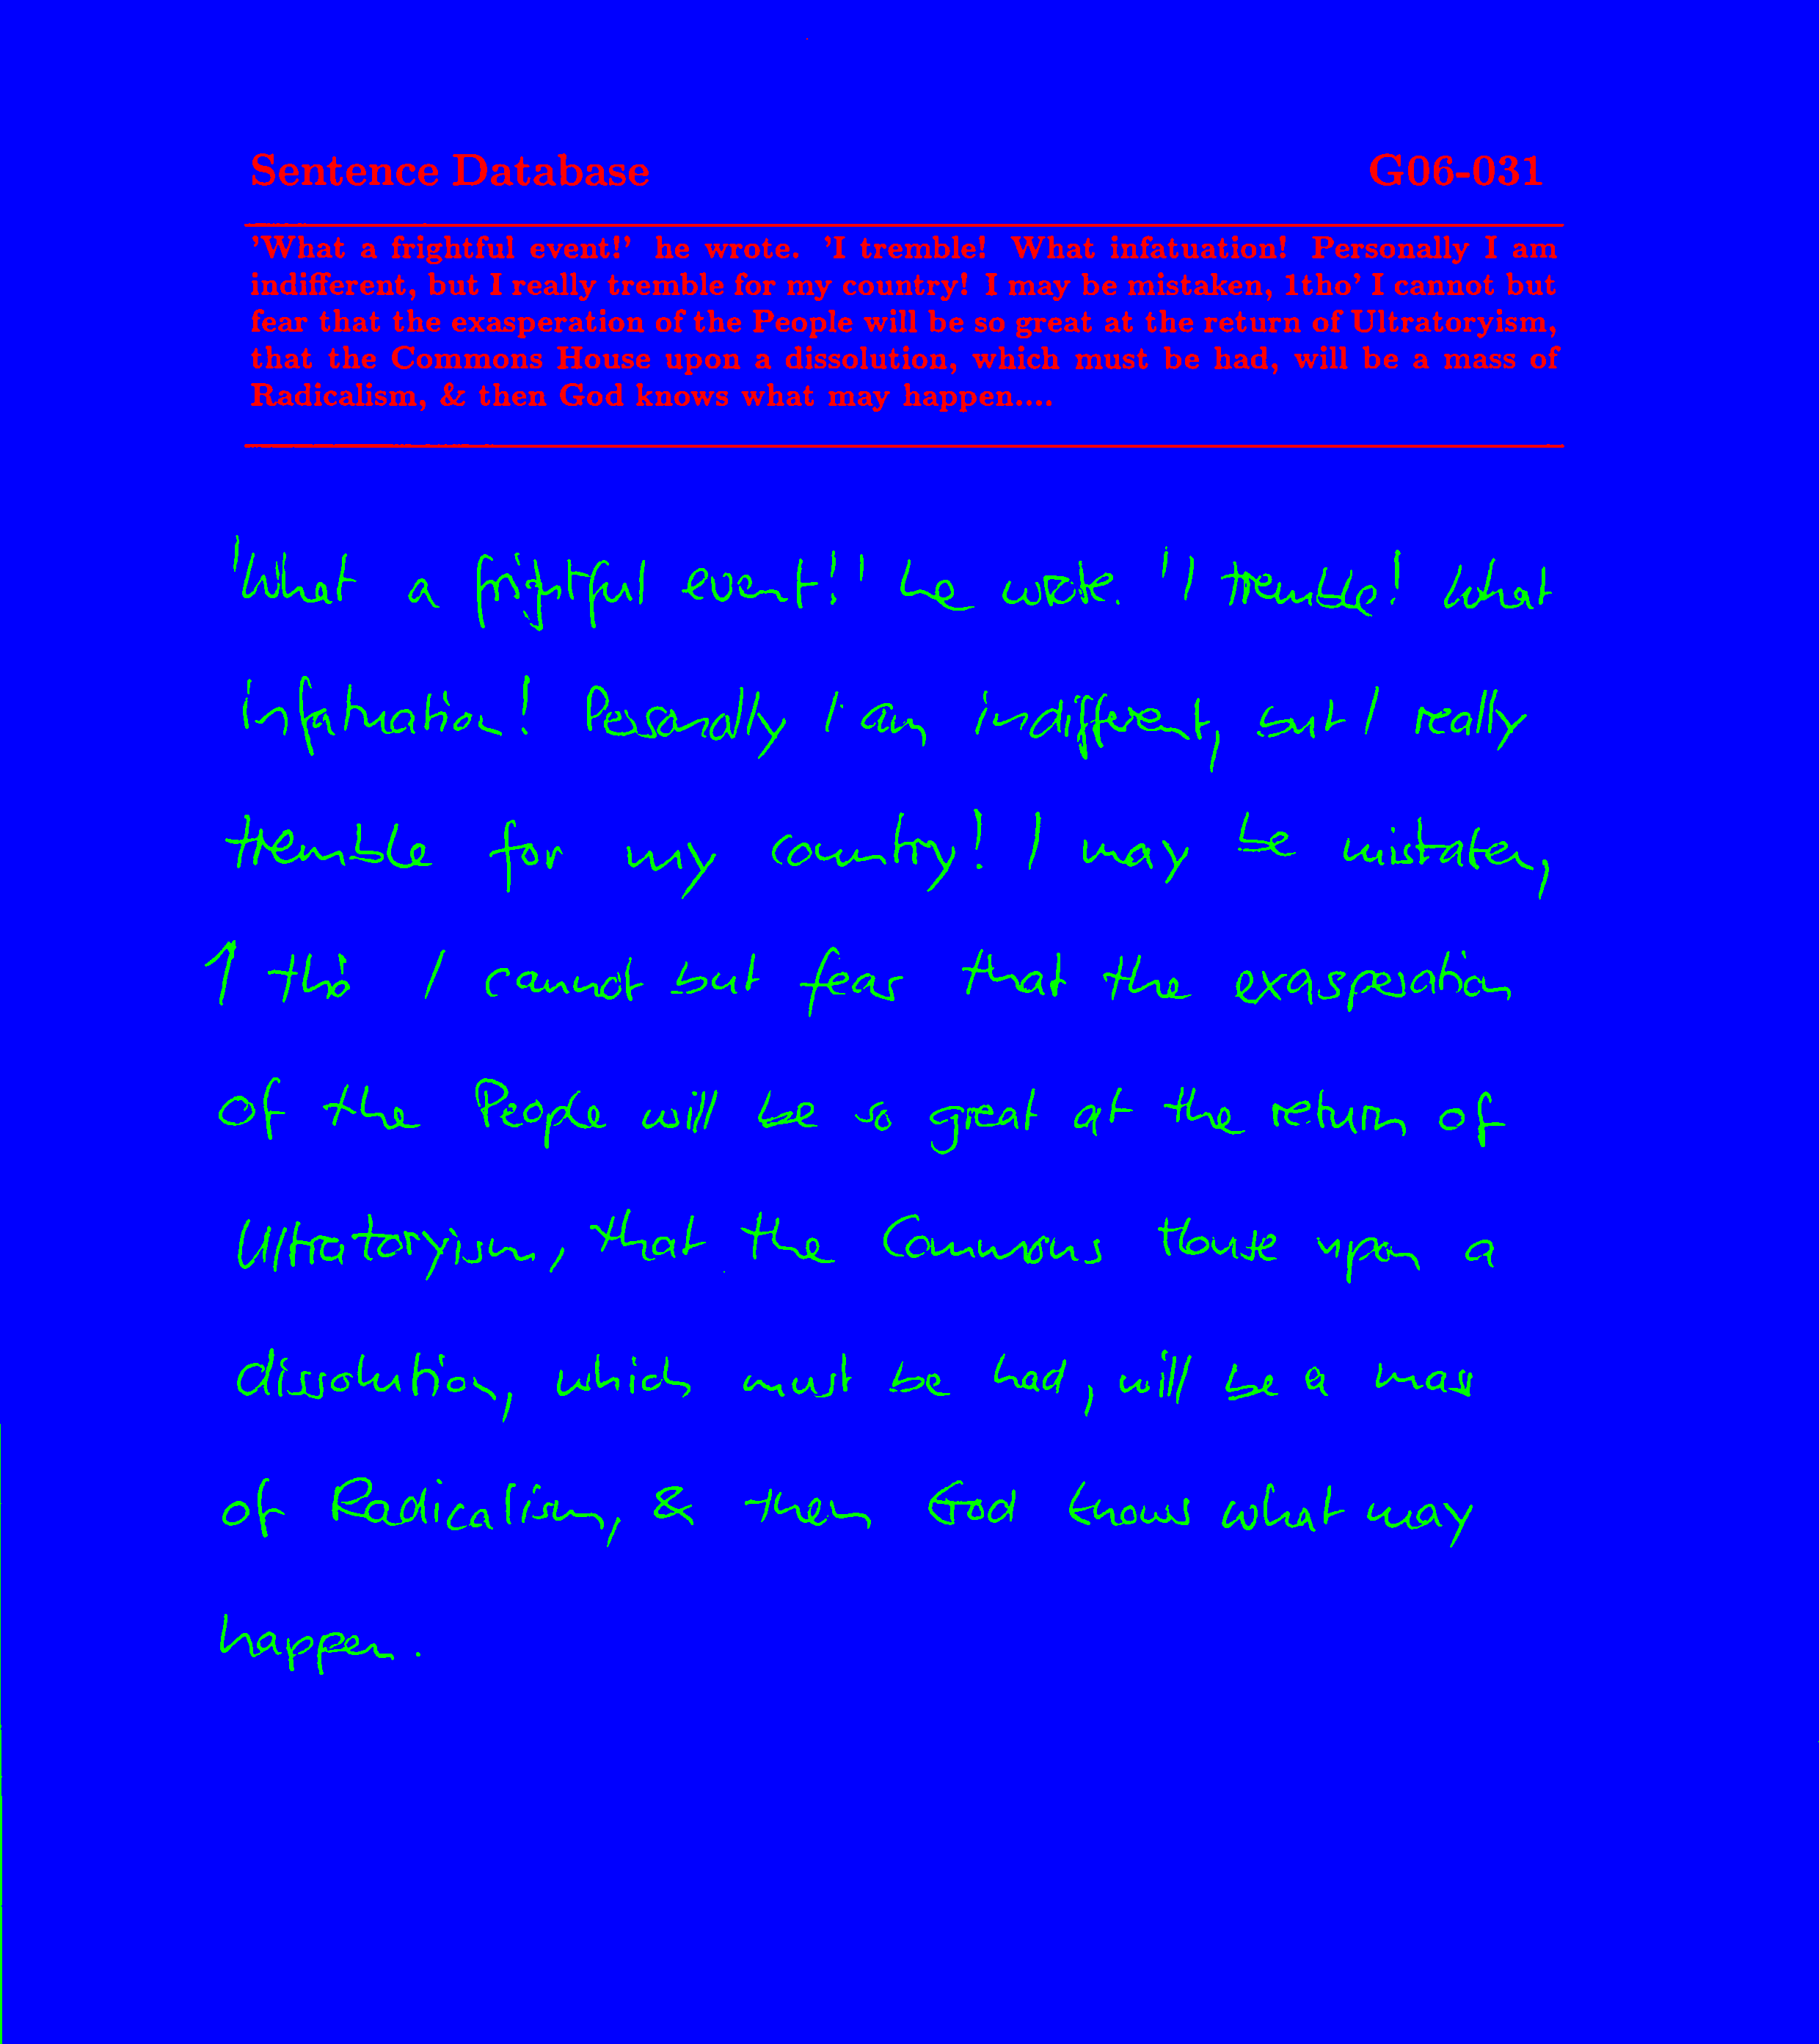 Sentence Database G06-031
'What a frightful event!' he wrote. 'I tremble! What infatuation! Personally I am
indifferent, but I really tremble for my country! I may be mistaken, 1tho' I cannot but
fear that the exasperation of the People will be so great at the return of Ultratoryism,
that the Commons House upon a dissolution, which must be had, will be a mass of
Radicalism, & then God knows what may happen....
'What a frightful event!' he wrote. 'I tremble! What
infatuation! Personally I am indifferent, but I really
tremble for my country! I may be mistaken,
1 tho' I cannot but fear that the exasperation
of the People will be so great at the return of
Ultratoryism, that the Commons House upon a
dissolution, which must be had, will be a mass
of Radicalism, & then God knows what may
happen.